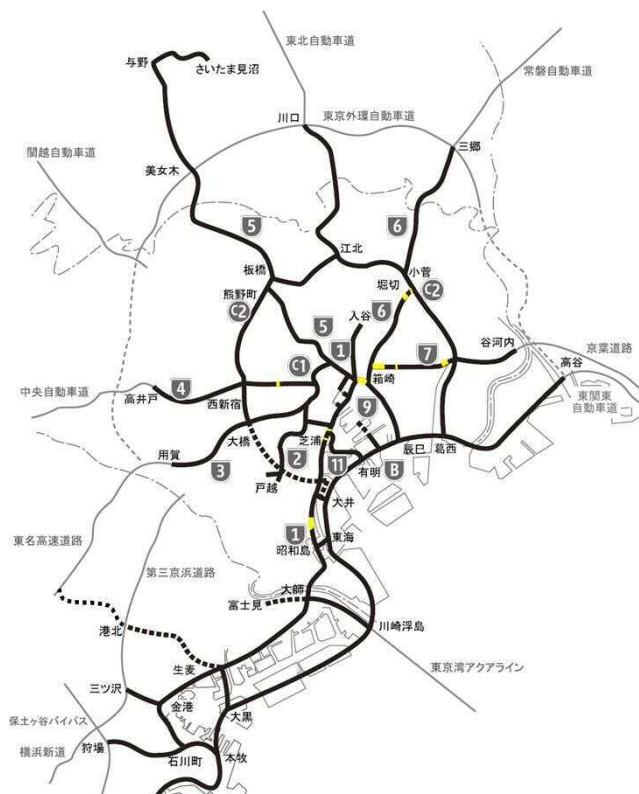 東北自動車道
与野
さいたま見沼
常磐自動車道
川口
東京外環自動車道
三郷
関越自動車道
美女木
5
6
江北
板橋
小菅
堀切
熊野町
C2
C2
入谷
6
5
1
谷河内
7
京葉道路
C1
箱崎
高谷
4
中央自動車道
高井戸
西新宿
9
東関東
自動車道
大橋
芝浦
辰巳
葛西
用賀
2
11
B
3
有明
戸越
大井
1
東名高速道路
昭和島
東海
第三京浜道路
大師
富士見
港北
川崎浮島
生麦
東京湾アクアライン
三ツ沢
金港
大黒
保土ヶ谷バイパス
狩場
横浜新道
石川町
本牧